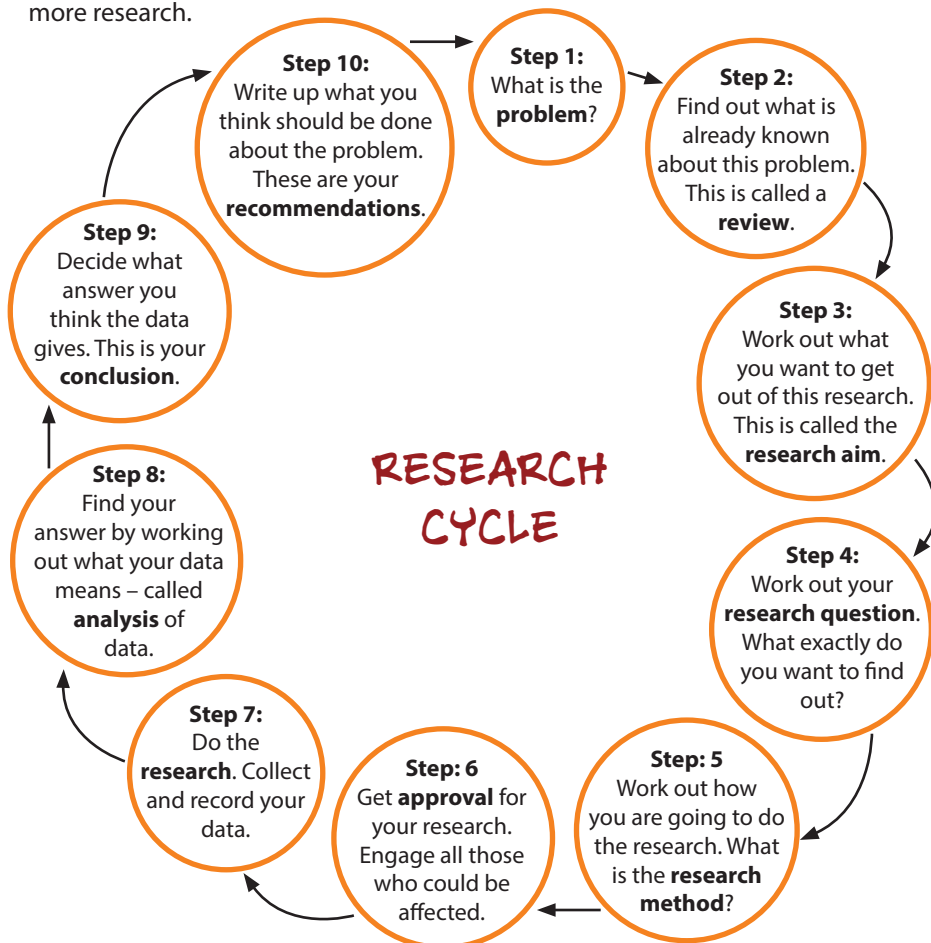 more research.
Step 1:
What is the
problem?
Step 2:
Find out what is
already known
about this problem.
This is called a
review.
Step 3:
Work out what
you want to get
out of this research.
This is called the
research aim.
Step 4:
Work out your
research question.
What exactly do
you want to find
out?
Step: 5
Work out how
you are going to do
the research. What
is the research
method?
Step: 6
Get approval for
your research.
Engage all those
who could be
affected.
Step 7:
Do the
research. Collect
and record your
data.
Step 8:
Find your
answer by working
out what your data
means – called
analysis of
data.
Step 9:
Decide what
answer you
think the data
gives. This is your
conclusion.
Step 10:
Write up what you
think should be done
about the problem.
These are your
recommendations.
RESEARCH
CYCLE